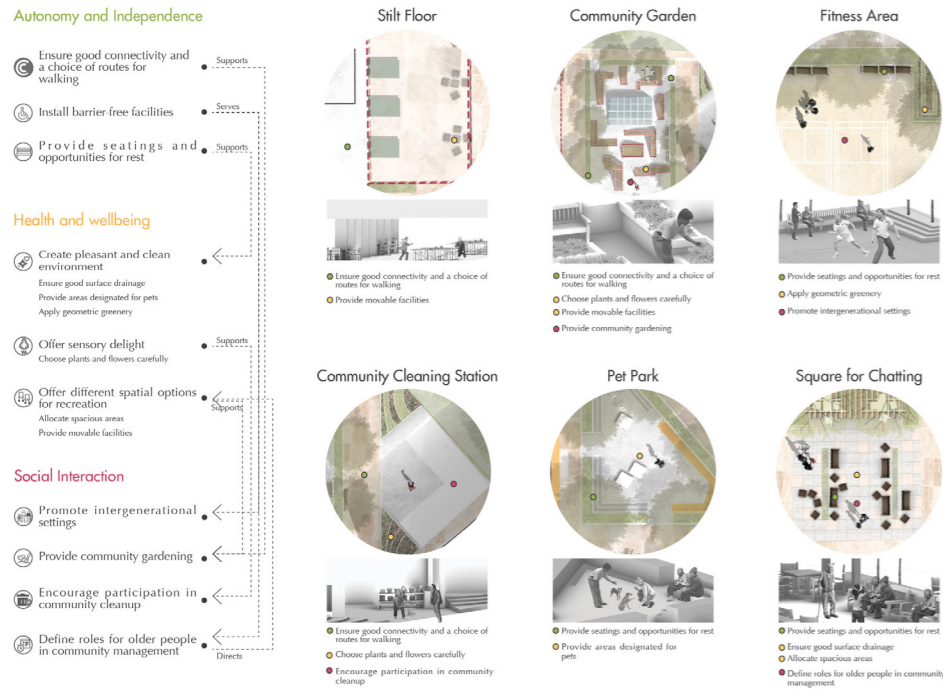 Autonomy and Independence
Ensure good connectivity and
a choice of routes for
walking
Supports
Install barrier-free facilities
Serves
Provide seatings and
opportunities for rest
Supports
Health and wellbeing
Create pleasant and clean
environment
Ensure good surface drainage
Provide areas designated for pets
Apply geometric greenery
Offer sensory delight
Choose plants and flowers carefully
Supports
Offer different spatial options
for recreation
Supports
Allocate spacious areas
Provide movable facilities
Social Interaction
Promote intergenerational
settings
Provide community gardening
Encourage participation in
community cleanup
Define roles for older people
in community management
Directs
Stilt Floor
Ensure good connectivity and a choice of
routes for walking
Provide movable facilities
Community Garden
Ensure good connectivity and a choice of
routes for walking
Choose plants and flowers carefully
Provide movable facilities
Provide community gardening
Fitness Area
Provide seatings and opportunities for rest
Apply geometric greenery
Promote intergenerational settings
Community Cleaning Station
Ensure good connectivity and a choice of
routes for walking
Choose plants and flowers carefully
Encourage participation in community
cleanup
Pet Park
Provide seatings and opportunities for rest
Provide areas designated for
pets
Square for Chatting
Provide seatings and opportunities for rest
Ensure good surface drainage
Allocate spacious areas
Define roles for older people in community
management